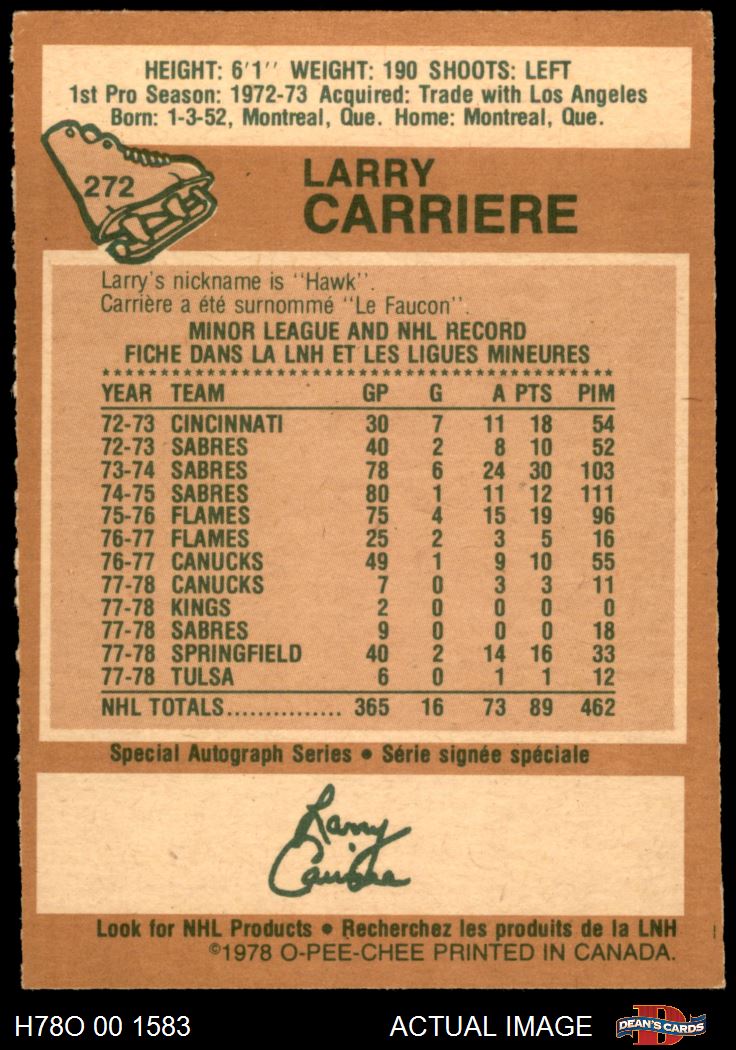 HEIGHT: 6'1'' WEIGHT: 190 SHOOTS: LEFT
1st Pro Season: 1972-73 Acquired: Trade with Los Angeles
Born: 1-3-52, Montreal, Que. Home: Montreal, Que.
272
LARRY
CARRIERE
Larry's nickname is "Hawk".
Carrière a été surnommé "Le Faucon".
MINOR LEAGUE AND NHL RECORD
FICHE DANS LA LNH ET LES LIGUES MINEURES
YEAR TEAM GP G A PTS PIM
72-73 CINCINNATI 30 7 11 18 54
72-73 SABRES 40 2 8 10 52
73-74 SABRES 78 6 24 30 103
74-75 SABRES 80 1 11 12 111
75-76 FLAMES 75 4 15 19 96
76-77 FLAMES 25 2 3 5 16
76-77 CANUCKS 49 1 9 10 55
77-78 CANUCKS 7 0 3 3 11
77-78 KINGS 2 0 0 0 0
77-78 SABRES 9 0 0 0 18
77-78 SPRINGFIELD 40 2 14 16 33
77-78 TULSA 6 0 1 1 12
NHL TOTALS............... 365 16 73 89 462
Special Autograph Series • Série signée spéciale
Larry
Carriere
Look for NHL Products • Recherchez les produits de la LNH
©1978 O-PEE-CHEE PRINTED IN CANADA.
H78O 00 1583 ACTUAL IMAGE D DEAN'S CARDS